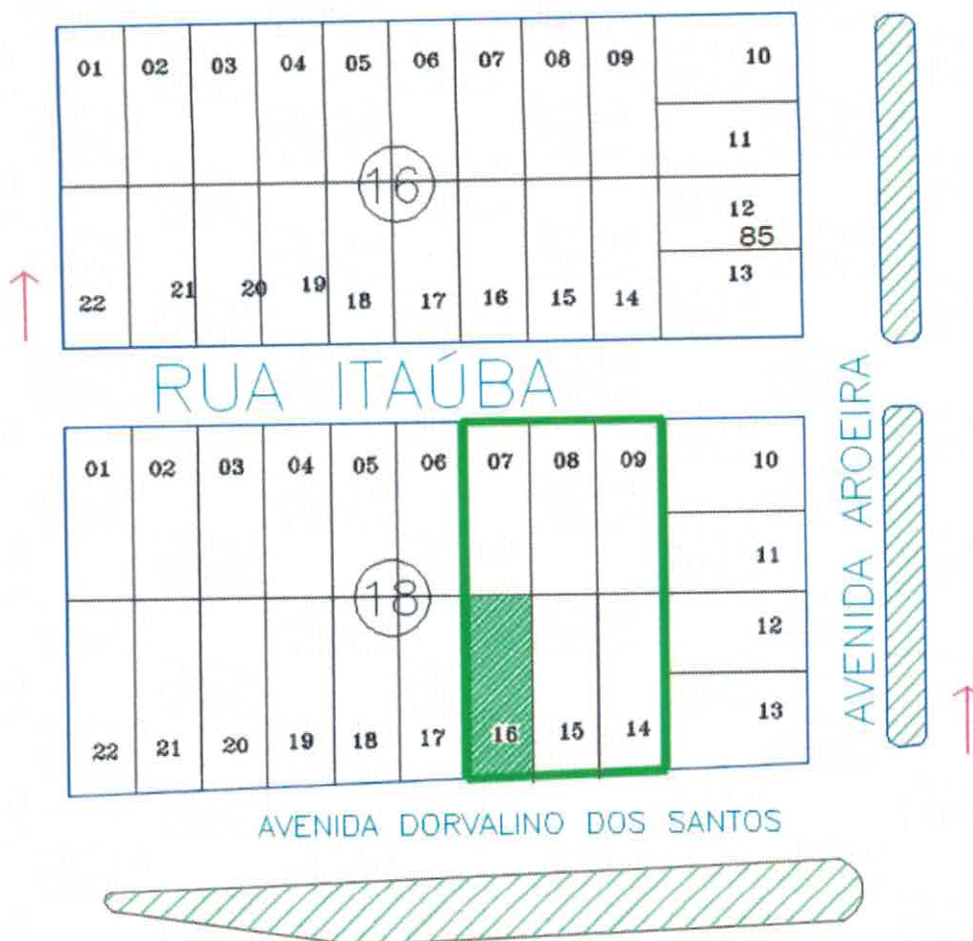 01 02 03 04 05 06 07 08 09 10
11
16
12
85
13
22 21 20 19 18 17 16 15 14
RUA ITAÚBA
01 02 03 04 05 06 07 08 09 10
11
18
12
13
22 21 20 19 18 17 16 15 14
AVENIDA AROEIRA
AVENIDA DORVALINO DOS SANTOS